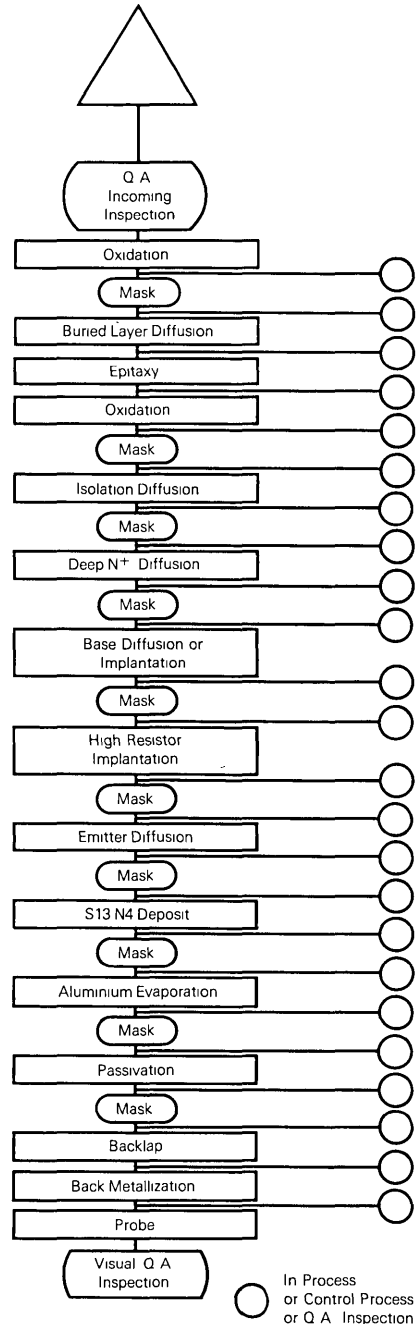 Q A
Incoming
Inspection
Oxidation
Mask
Buried Layer Diffusion
Epitaxy
Oxidation
Mask
Isolation Diffusion
Mask
Deep N+ Diffusion
Mask
Base Diffusion or
Implantation
Mask
High Resistor
Implantation
Mask
Emitter Diffusion
Mask
S13 N4 Deposit
Mask
Aluminium Evaporation
Mask
Passivation
Mask
Backlap
Back Metallization
Probe
Visual Q A
Inspection
In Process
or Control Process
or Q A Inspection